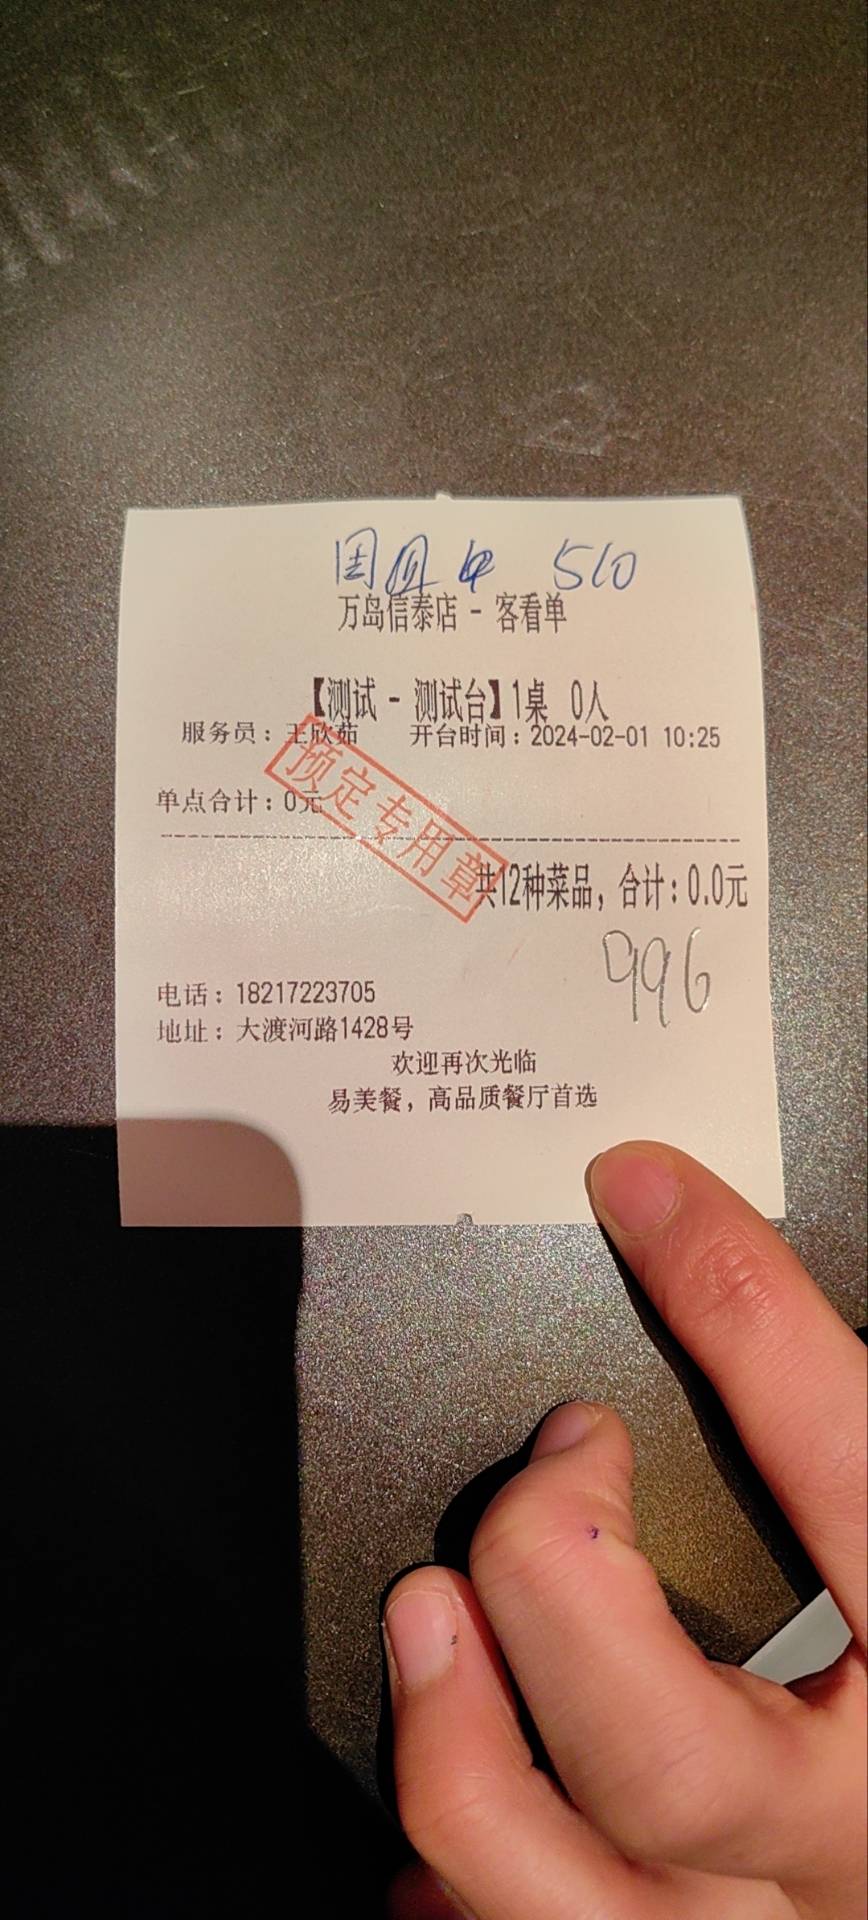 510
万岛信泰店 - 客看单
【测试 - 测试台】1桌 0人
服务员：王欣茹 开台时间：2024-02-01 10:25
单点合计：0元
预定专用章
共12种菜品，合计：0.0元
996
电话：18217223705
地址：大渡河路1428号
欢迎再次光临
易美餐，高品质餐厅首选